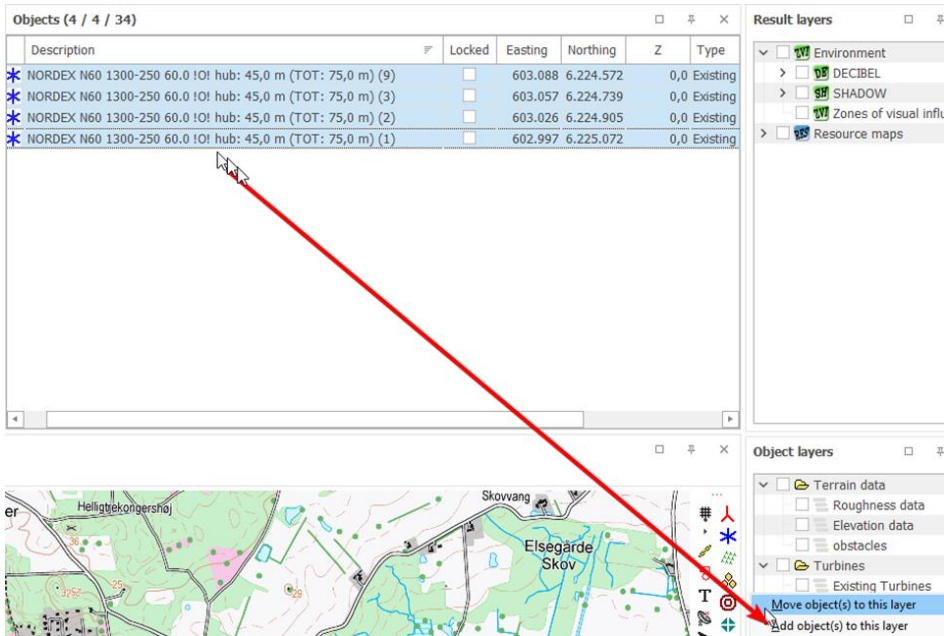 Objects (4 / 4 / 34)
Description Locked Easting Northing Z Type
NORDEX N60 1300-250 60.0 !O! hub: 45,0 m (TOT: 75,0 m) (9) 603.088 6.224.572 0,0 Existing
NORDEX N60 1300-250 60.0 !O! hub: 45,0 m (TOT: 75,0 m) (3) 603.057 6.224.739 0,0 Existing
NORDEX N60 1300-250 60.0 !O! hub: 45,0 m (TOT: 75,0 m) (2) 603.026 6.224.905 0,0 Existing
NORDEX N60 1300-250 60.0 !O! hub: 45,0 m (TOT: 75,0 m) (1) 602.997 6.225.072 0,0 Existing
Result layers
ZVI Environment
DE DECIBEL
SH SHADOW
ZVI Zones of visual influ
RES Resource maps
er
Helligtrekongershøj
Skovvang
Elsegårde
Skov
36
25
29
T
Object layers
Terrain data
Roughness data
Elevation data
obstacles
Turbines
Existing Turbines
Move object(s) to this layer
Add object(s) to this layer